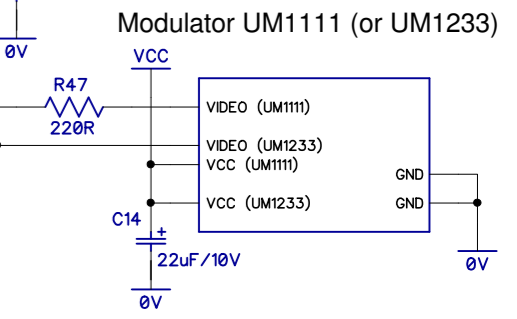 Modulator UM1111 (or UM1233)
0V
VCC
R47
220R
VIDEO (UM1111)
VIDEO (UM1233)
VCC (UM1111)
VCC (UM1233)
GND
GND
C14
+
22uF/10V
0V
0V